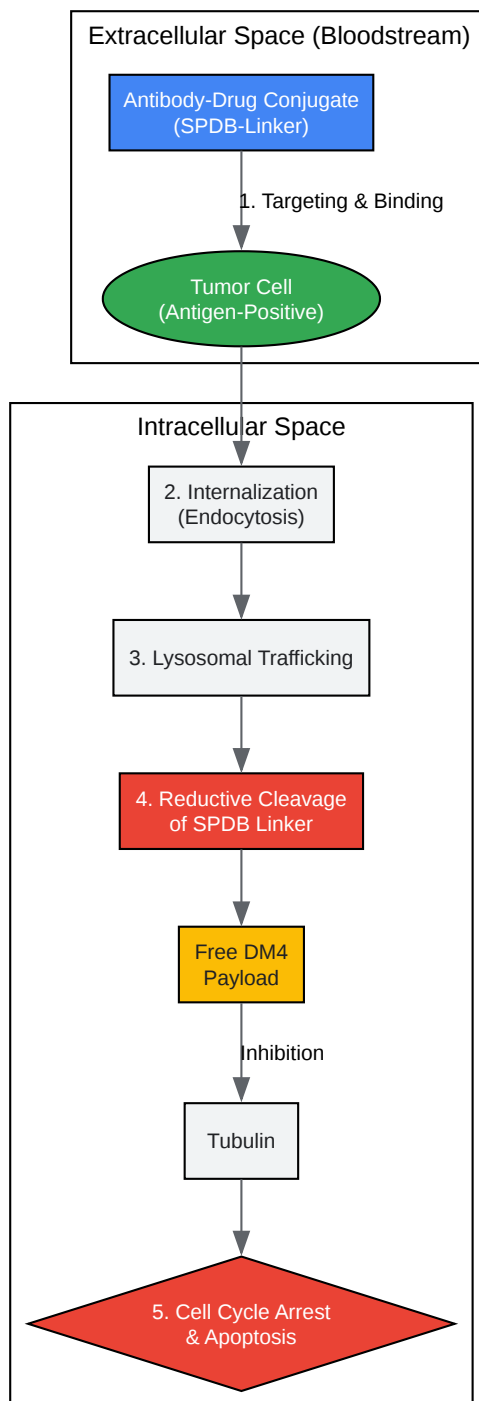 Extracellular Space (Bloodstream)
Antibody-Drug Conjugate
(SPDB-Linker)
1. Targeting & Binding
Tumor Cell
(Antigen-Positive)
Intracellular Space
2. Internalization
(Endocytosis)
3. Lysosomal Trafficking
4. Reductive Cleavage
of SPDB Linker
Free DM4
Payload
Inhibition
Tubulin
5. Cell Cycle Arrest
& Apoptosis